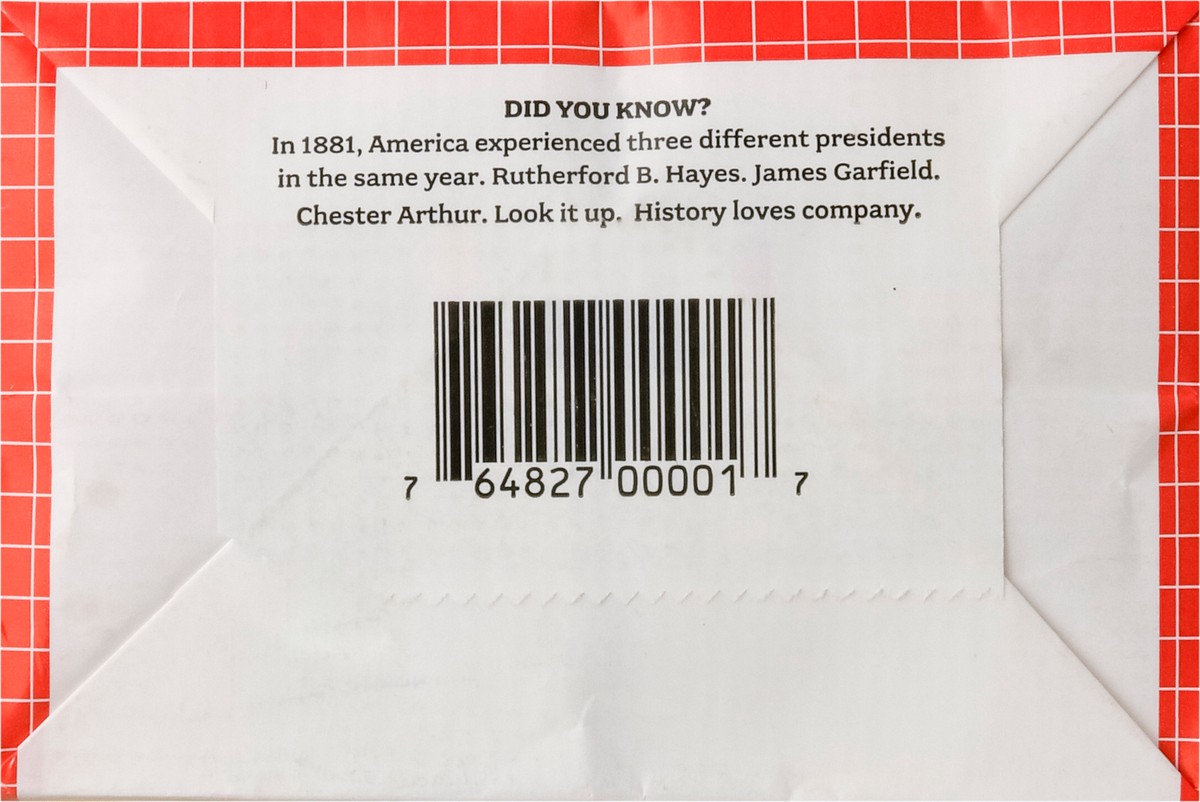 DID YOU KNOW?
In 1881, America experienced three different presidents
in the same year. Rutherford B. Hayes. James Garfield.
Chester Arthur. Look it up. History loves company.
7 64827 00001 7